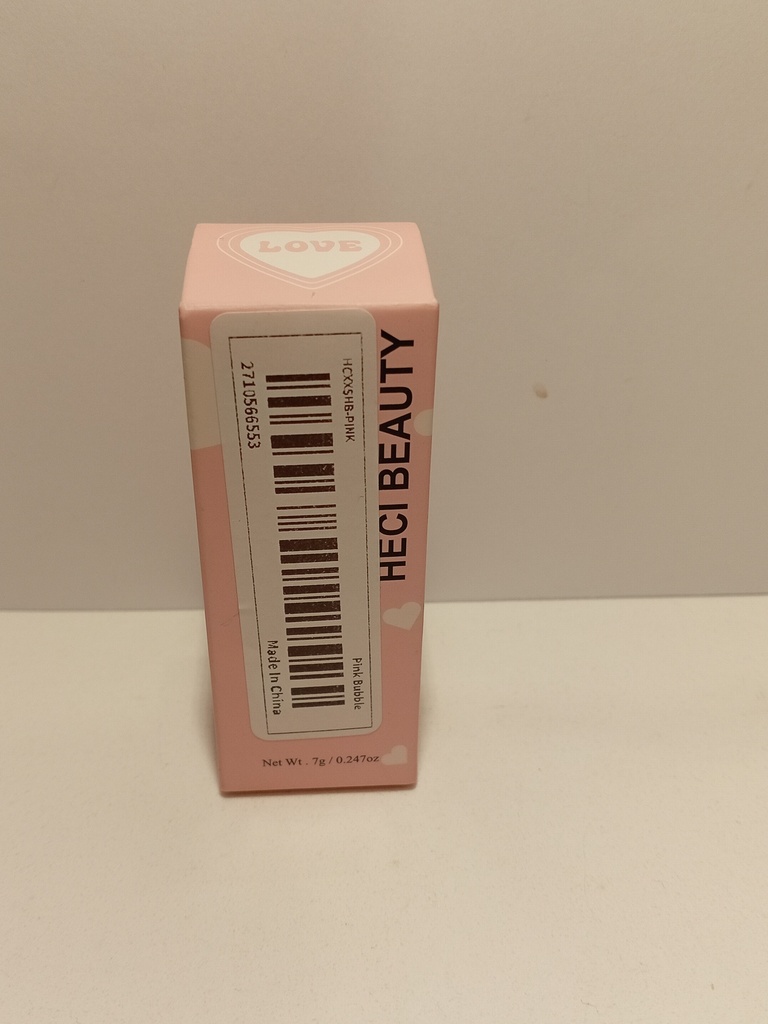 LOVE
HECI BEAUTY
HCXXSHB-PINK
Pink Bubble
2710566553
Made In China
Net Wt . 7g / 0.247oz